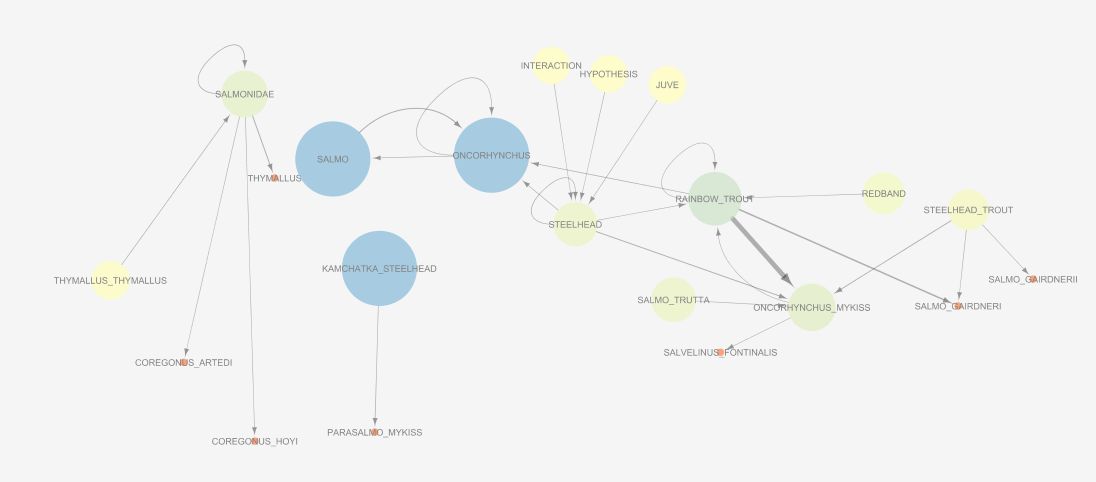 INTERACTION
HYPOTHESIS
JUVE
SALMONIDAE
SALMO
ONCORHYNCHUS
THYMALLUS
RAINBOW_TROUT
REDBAND
STEELHEAD_TROUT
STEELHEAD
KAMCHATKA_STEELHEAD
THYMALLUS_THYMALLUS
SALMO_GAIRDNERII
SALMO_TRUTTA
ONCORHYNCHUS_MYKISS
SALMO_GAIRDNERI
SALVELINUS_FONTINALIS
COREGONUS_ARTEDI
PARASALMO_MYKISS
COREGONUS_HOYI